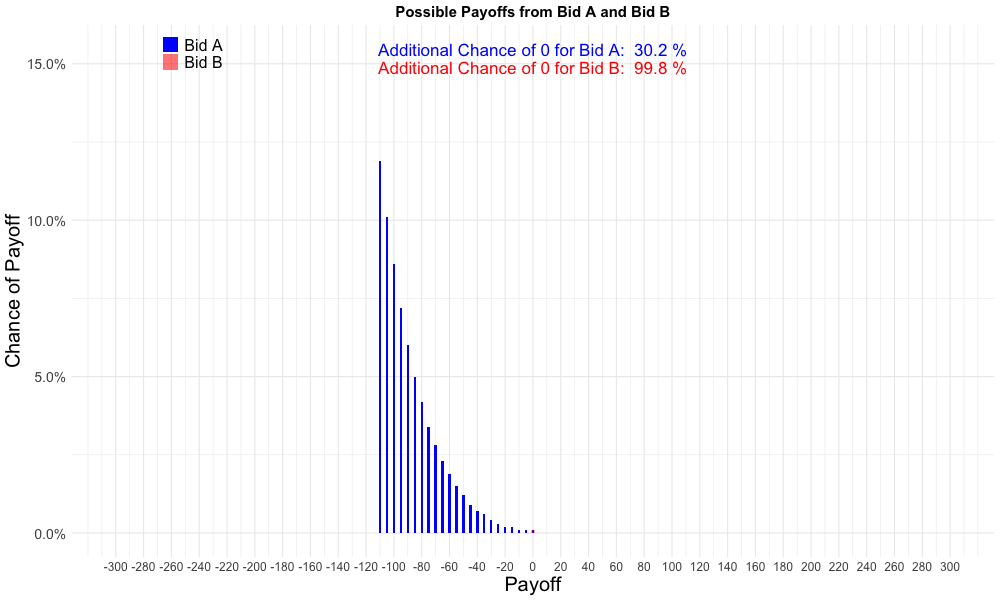 Possible Payoffs from Bid A and Bid B
Bid A
Bid B
Additional Chance of 0 for Bid A: 30.2 %
Additional Chance of 0 for Bid B: 99.8 %
Chance of Payoff
15.0%
10.0%
5.0%
0.0%
-300 -280 -260 -240 -220 -200 -180 -160 -140 -120 -100 -80 -60 -40 -20 0 20 40 60 80 100 120 140 160 180 200 220 240 260 280 300
Payoff